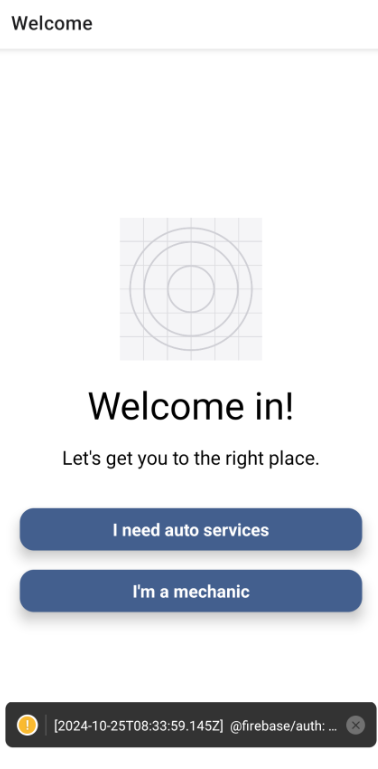 Welcome
Welcome in!
Let's get you to the right place.
I need auto services
I'm a mechanic
[2024-10-25T08:33:59.145Z] @firebase/auth: ...